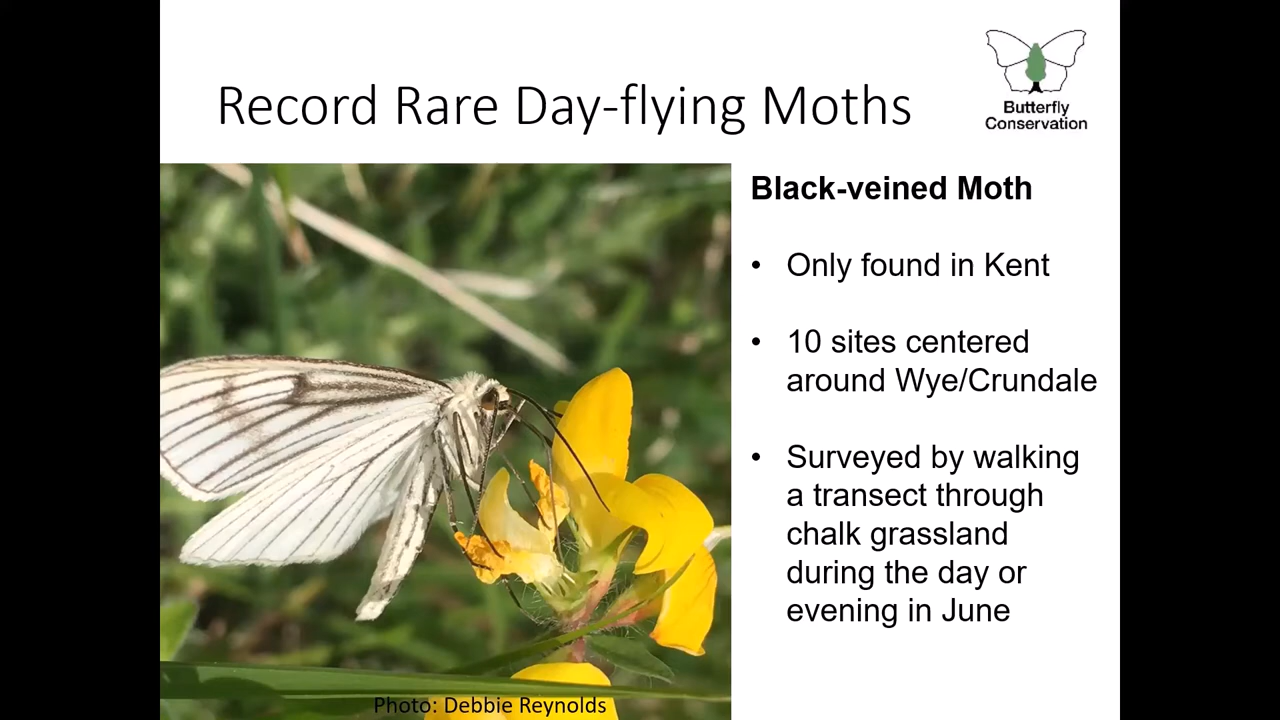 Record Rare Day-flying Moths
Butterfly
Conservation
Black-veined Moth
• Only found in Kent
• 10 sites centered
around Wye/Crundale
• Surveyed by walking
a transect through
chalk grassland
during the day or
evening in June
Photo: Debbie Reynolds